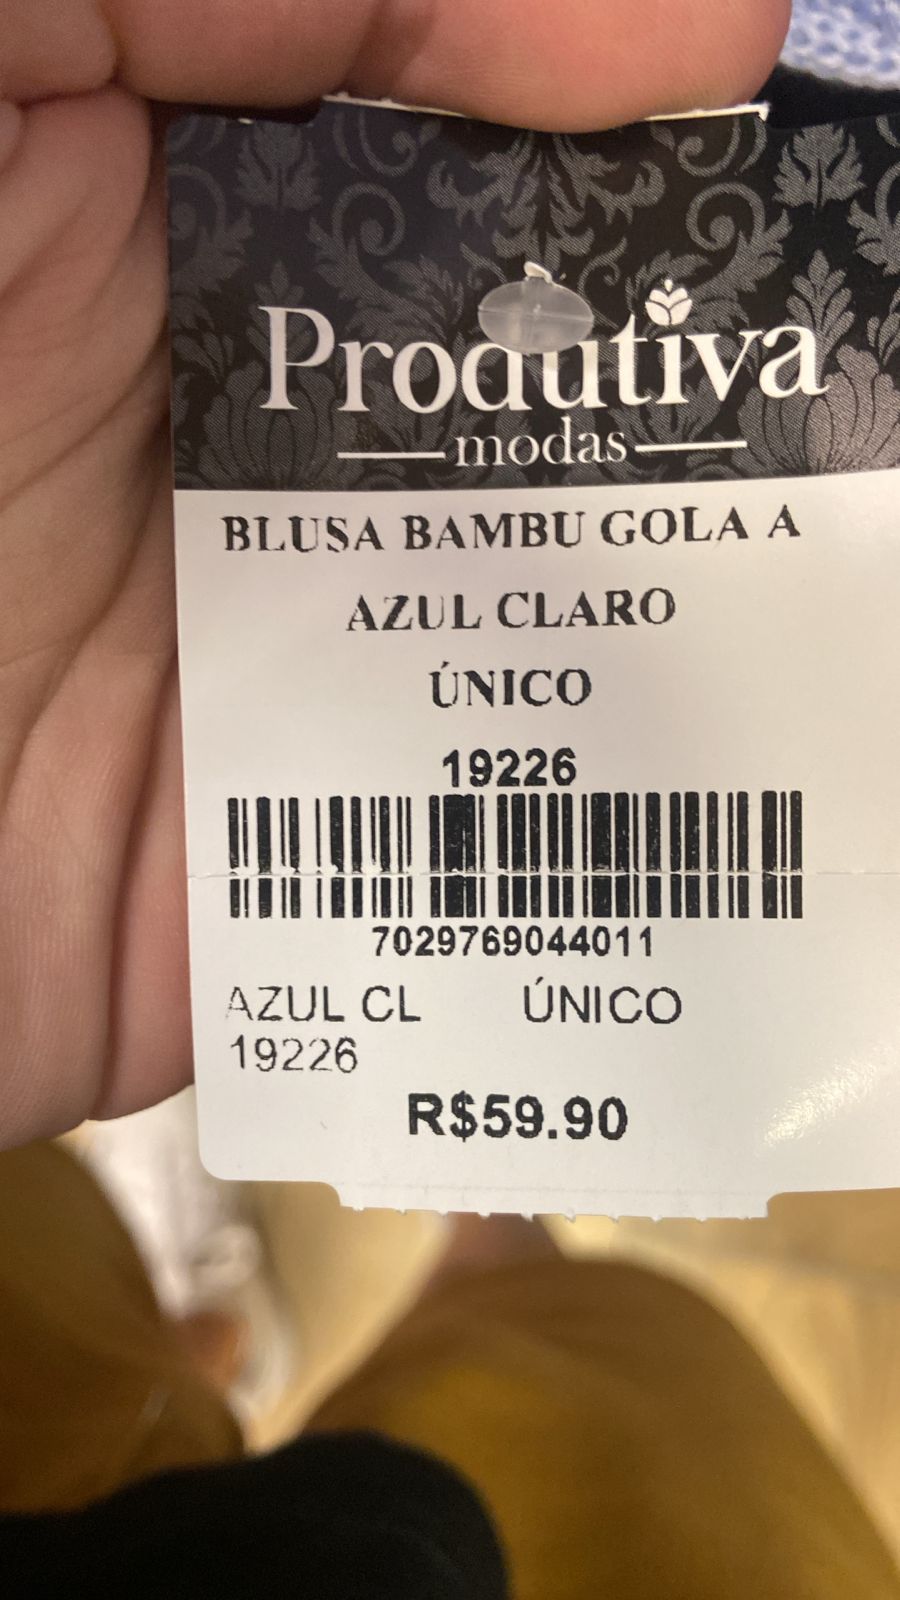 Produtiva
modas
BLUSA BAMBU GOLA A
AZUL CLARO
ÚNICO
19226
7029769044011
AZUL CL ÚNICO
19226
R$59.90